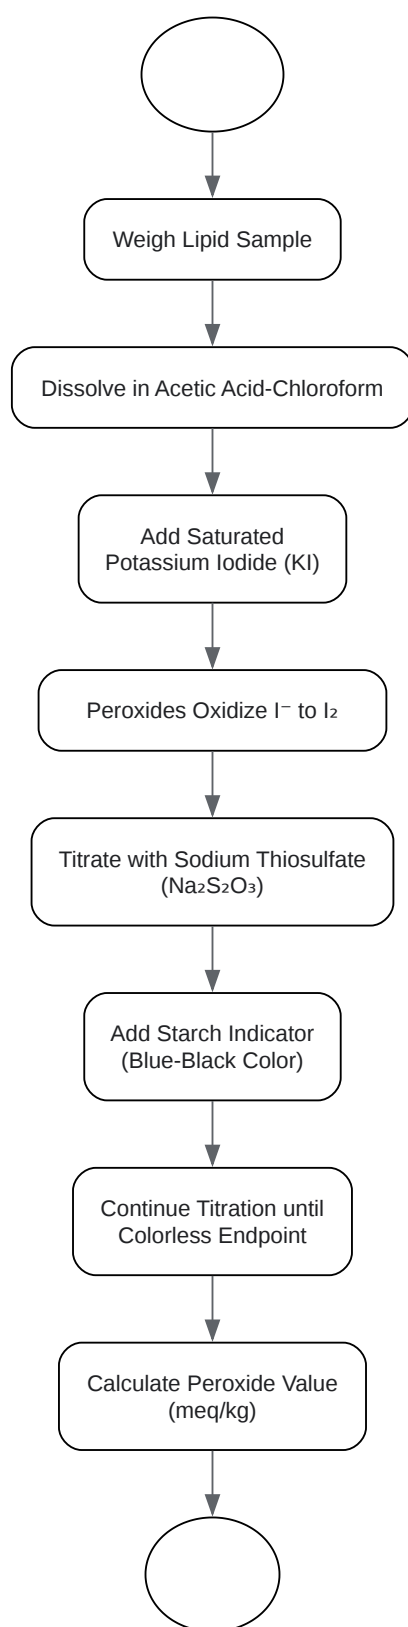 Weigh Lipid Sample
Dissolve in Acetic Acid-Chloroform
Add Saturated
Potassium Iodide (KI)
Peroxides Oxidize I⁻ to I₂
Titrate with Sodium Thiosulfate
(Na₂S₂O₃)
Add Starch Indicator
(Blue-Black Color)
Continue Titration until
Colorless Endpoint
Calculate Peroxide Value
(meq/kg)